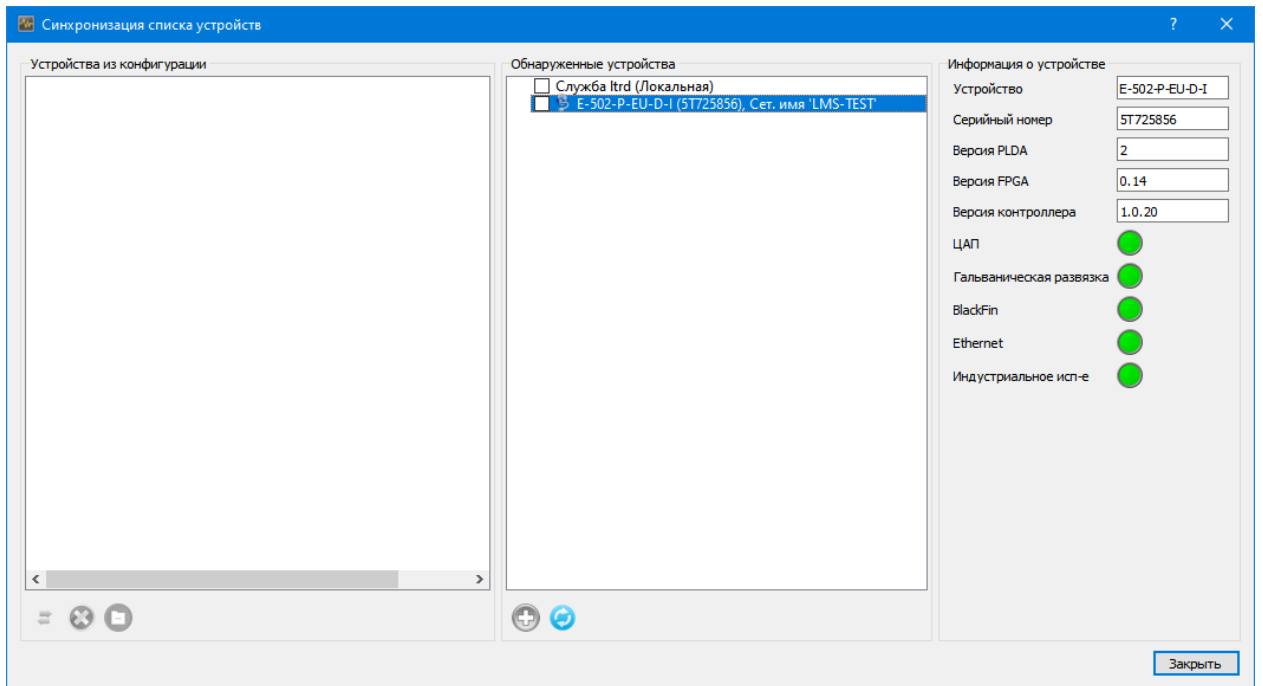 Синхронизация списка устройств
?
Устройства из конфигурации
Обнаруженные устройства
Служба ltrd (Локальная)
E-502-P-EU-D-I (5T725856), Сет. имя 'LMS-TEST'
Информация о устройстве
Устройство E-502-P-EU-D-I
Серийный номер 5T725856
Версия PLDA 2
Версия FPGA 0.14
Версия контроллера 1.0.20
ЦАП
Гальваническая развязка
BlackFin
Ethernet
Индустриальное исп-е
Закрыть